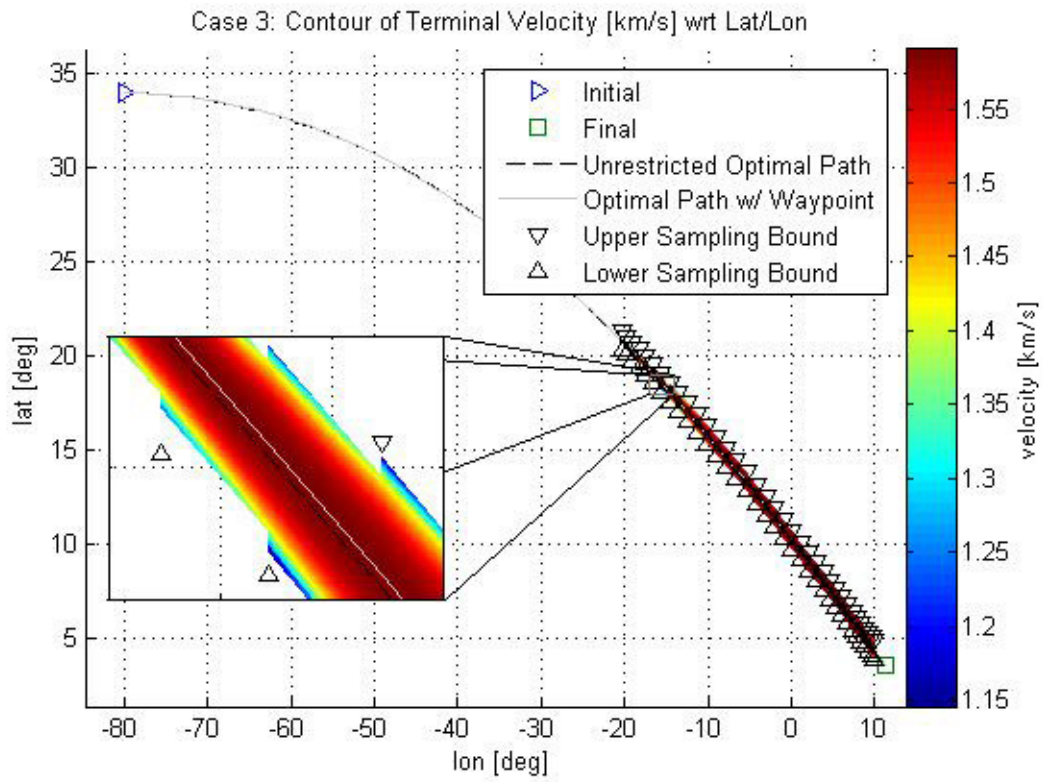 Case 3: Contour of Terminal Velocity [km/s] wrt Lat/Lon
35
30
25
20
15
10
5
lat [deg]
-80 -70 -60 -50 -40 -30 -20 -10 0 10
lon [deg]
Initial
Final
Unrestricted Optimal Path
Optimal Path w/ Waypoint
Upper Sampling Bound
Lower Sampling Bound
1.55
1.5
1.45
1.4
1.35
1.3
1.25
1.2
1.15
velocity [km/s]